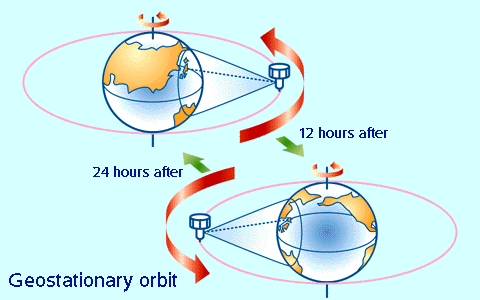 12 hours after
24 hours after
Geostationary orbit